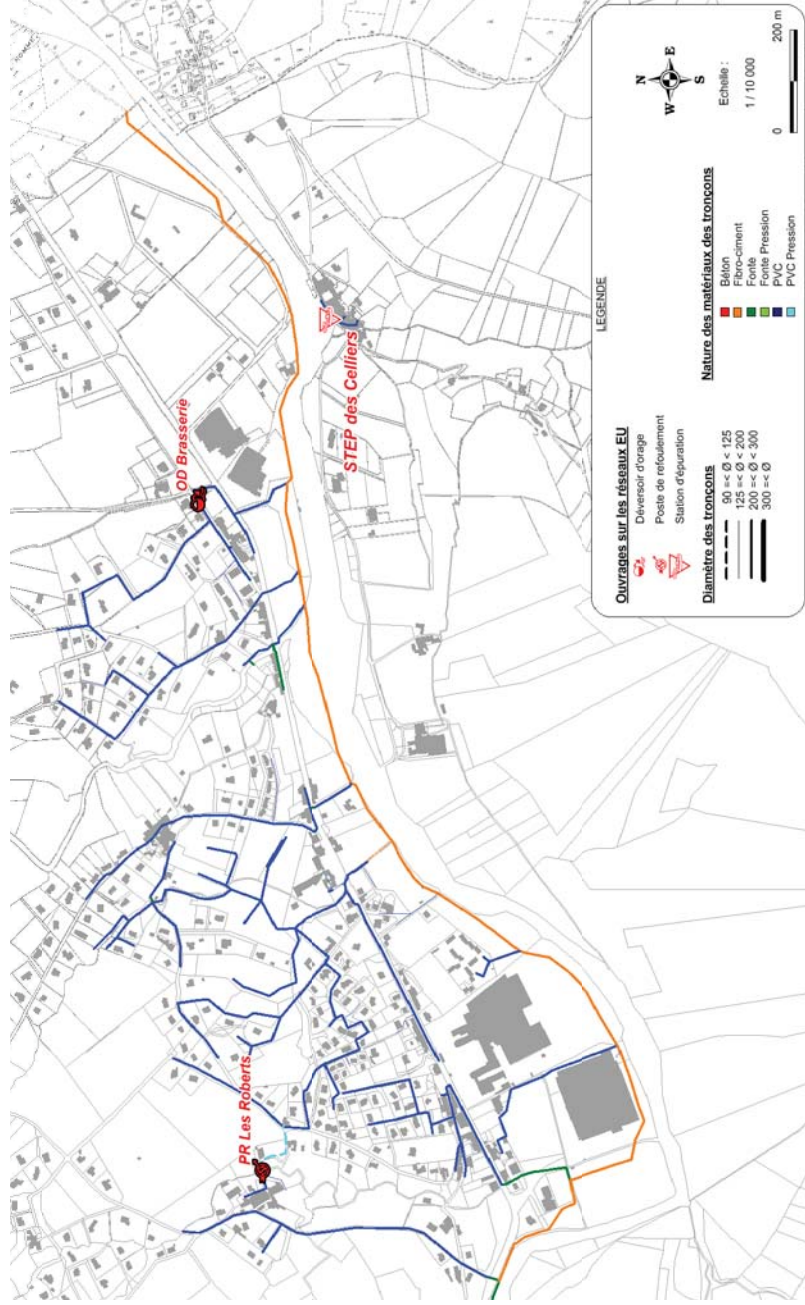 PR Les Roberts
OD Brasserie
STEP des Celliers
LEGENDE
Ouvrages sur les réseaux EU
Déversoir d'orage
Poste de refoulement
Station d'épuration
Diamètre des tronçons
90 =< Ø < 125
125 =< Ø < 200
200 =< Ø < 300
300 =< Ø
Nature des matériaux des tronçons
Béton
Fibro-ciment
Fonte
Fonte Pression
PVC
PVC Pression
N
W E
S
Echelle :
1 / 10 000
0 200 m